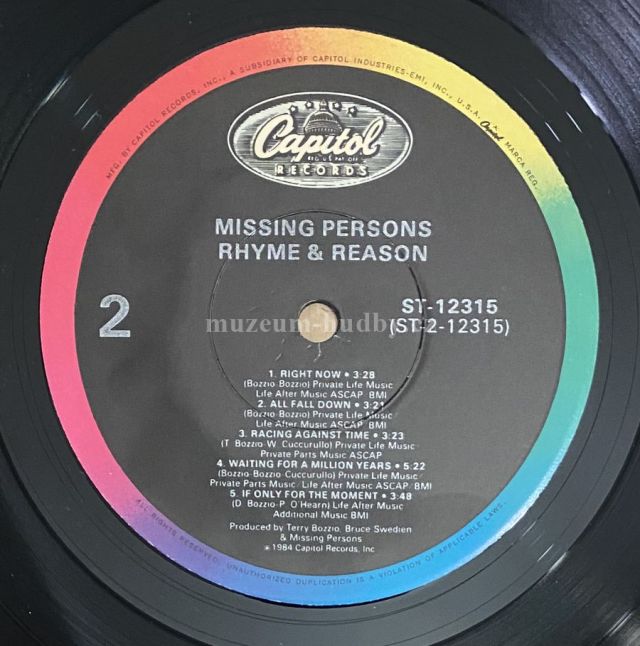 MFG. BY CAPITOL RECORDS, INC., A SUBSIDIARY OF CAPITOL INDUSTRIES-EMI, INC., U.S.A. Capitol MARCA REG.
Capitol
REG. U.S. PAT. OFF.
RECORDS
MISSING PERSONS
RHYME & REASON
2
ST-12315
(ST-2-12315)
muzeum-hudby
1. RIGHT NOW • 3:28
(Bozzio-Bozzio) Private Life Music
Life After Music ASCAP/BMI
2. ALL FALL DOWN • 3:21
(Bozzio-Bozzio) Private Life Music
Life After Music ASCAP/BMI
3. RACING AGAINST TIME • 3:23
(T. Bozzio-W. Cuccurullo) Private Life Music
Private Parts Music ASCAP
4. WAITING FOR A MILLION YEARS • 5:22
(Bozzio-Bozzio-Cuccurullo) Private Life Music
Private Parts Music/Life After Music ASCAP/BMI
5. IF ONLY FOR THE MOMENT • 3:48
(D. Bozzio-P. O'Hearn) Life After Music
Additional Music BMI
Produced by Terry Bozzio, Bruce Swedien
& Missing Persons
℗1984 Capitol Records, Inc.
ALL RIGHTS RESERVED. UNAUTHORIZED DUPLICATION IS A VIOLATION OF APPLICABLE LAWS.